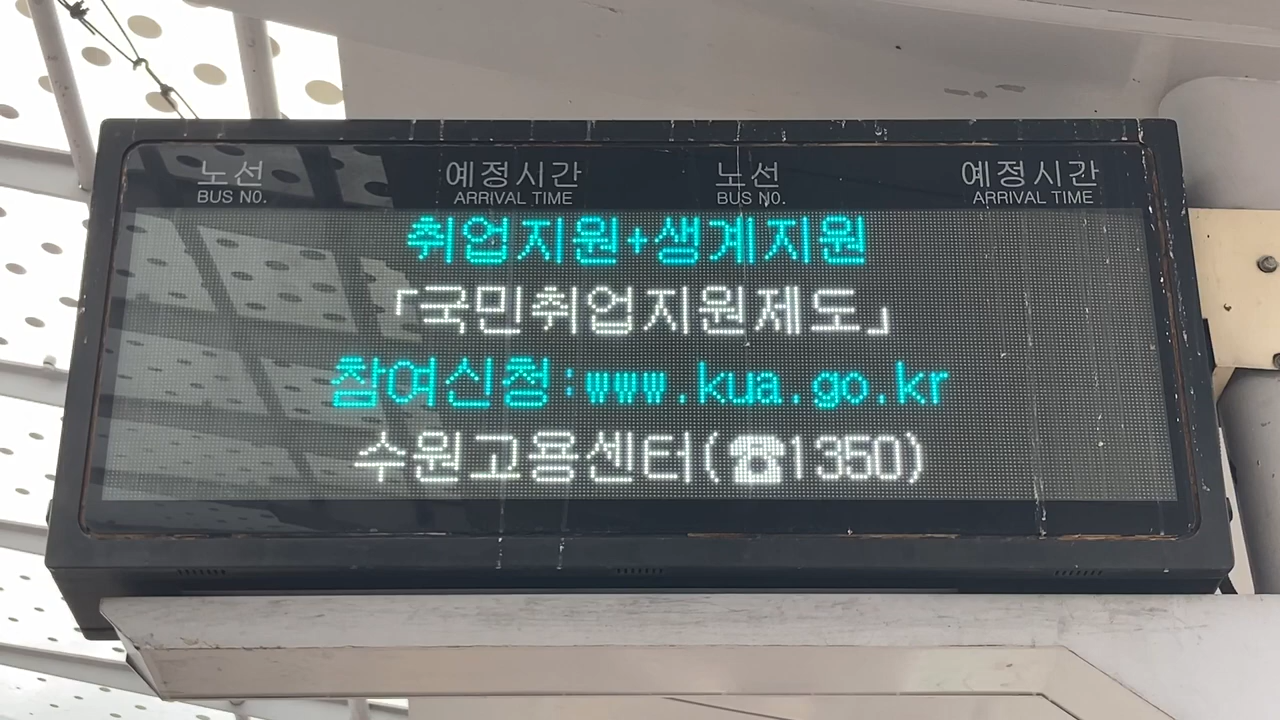 노선 예정시간 노선 예정시간
BUS NO. ARRIVAL TIME BUS NO. ARRIVAL TIME
취업지원+생계지원
「국민취업지원제도」
참여신청:www.kua.go.kr
수원고용센터(☎1350)